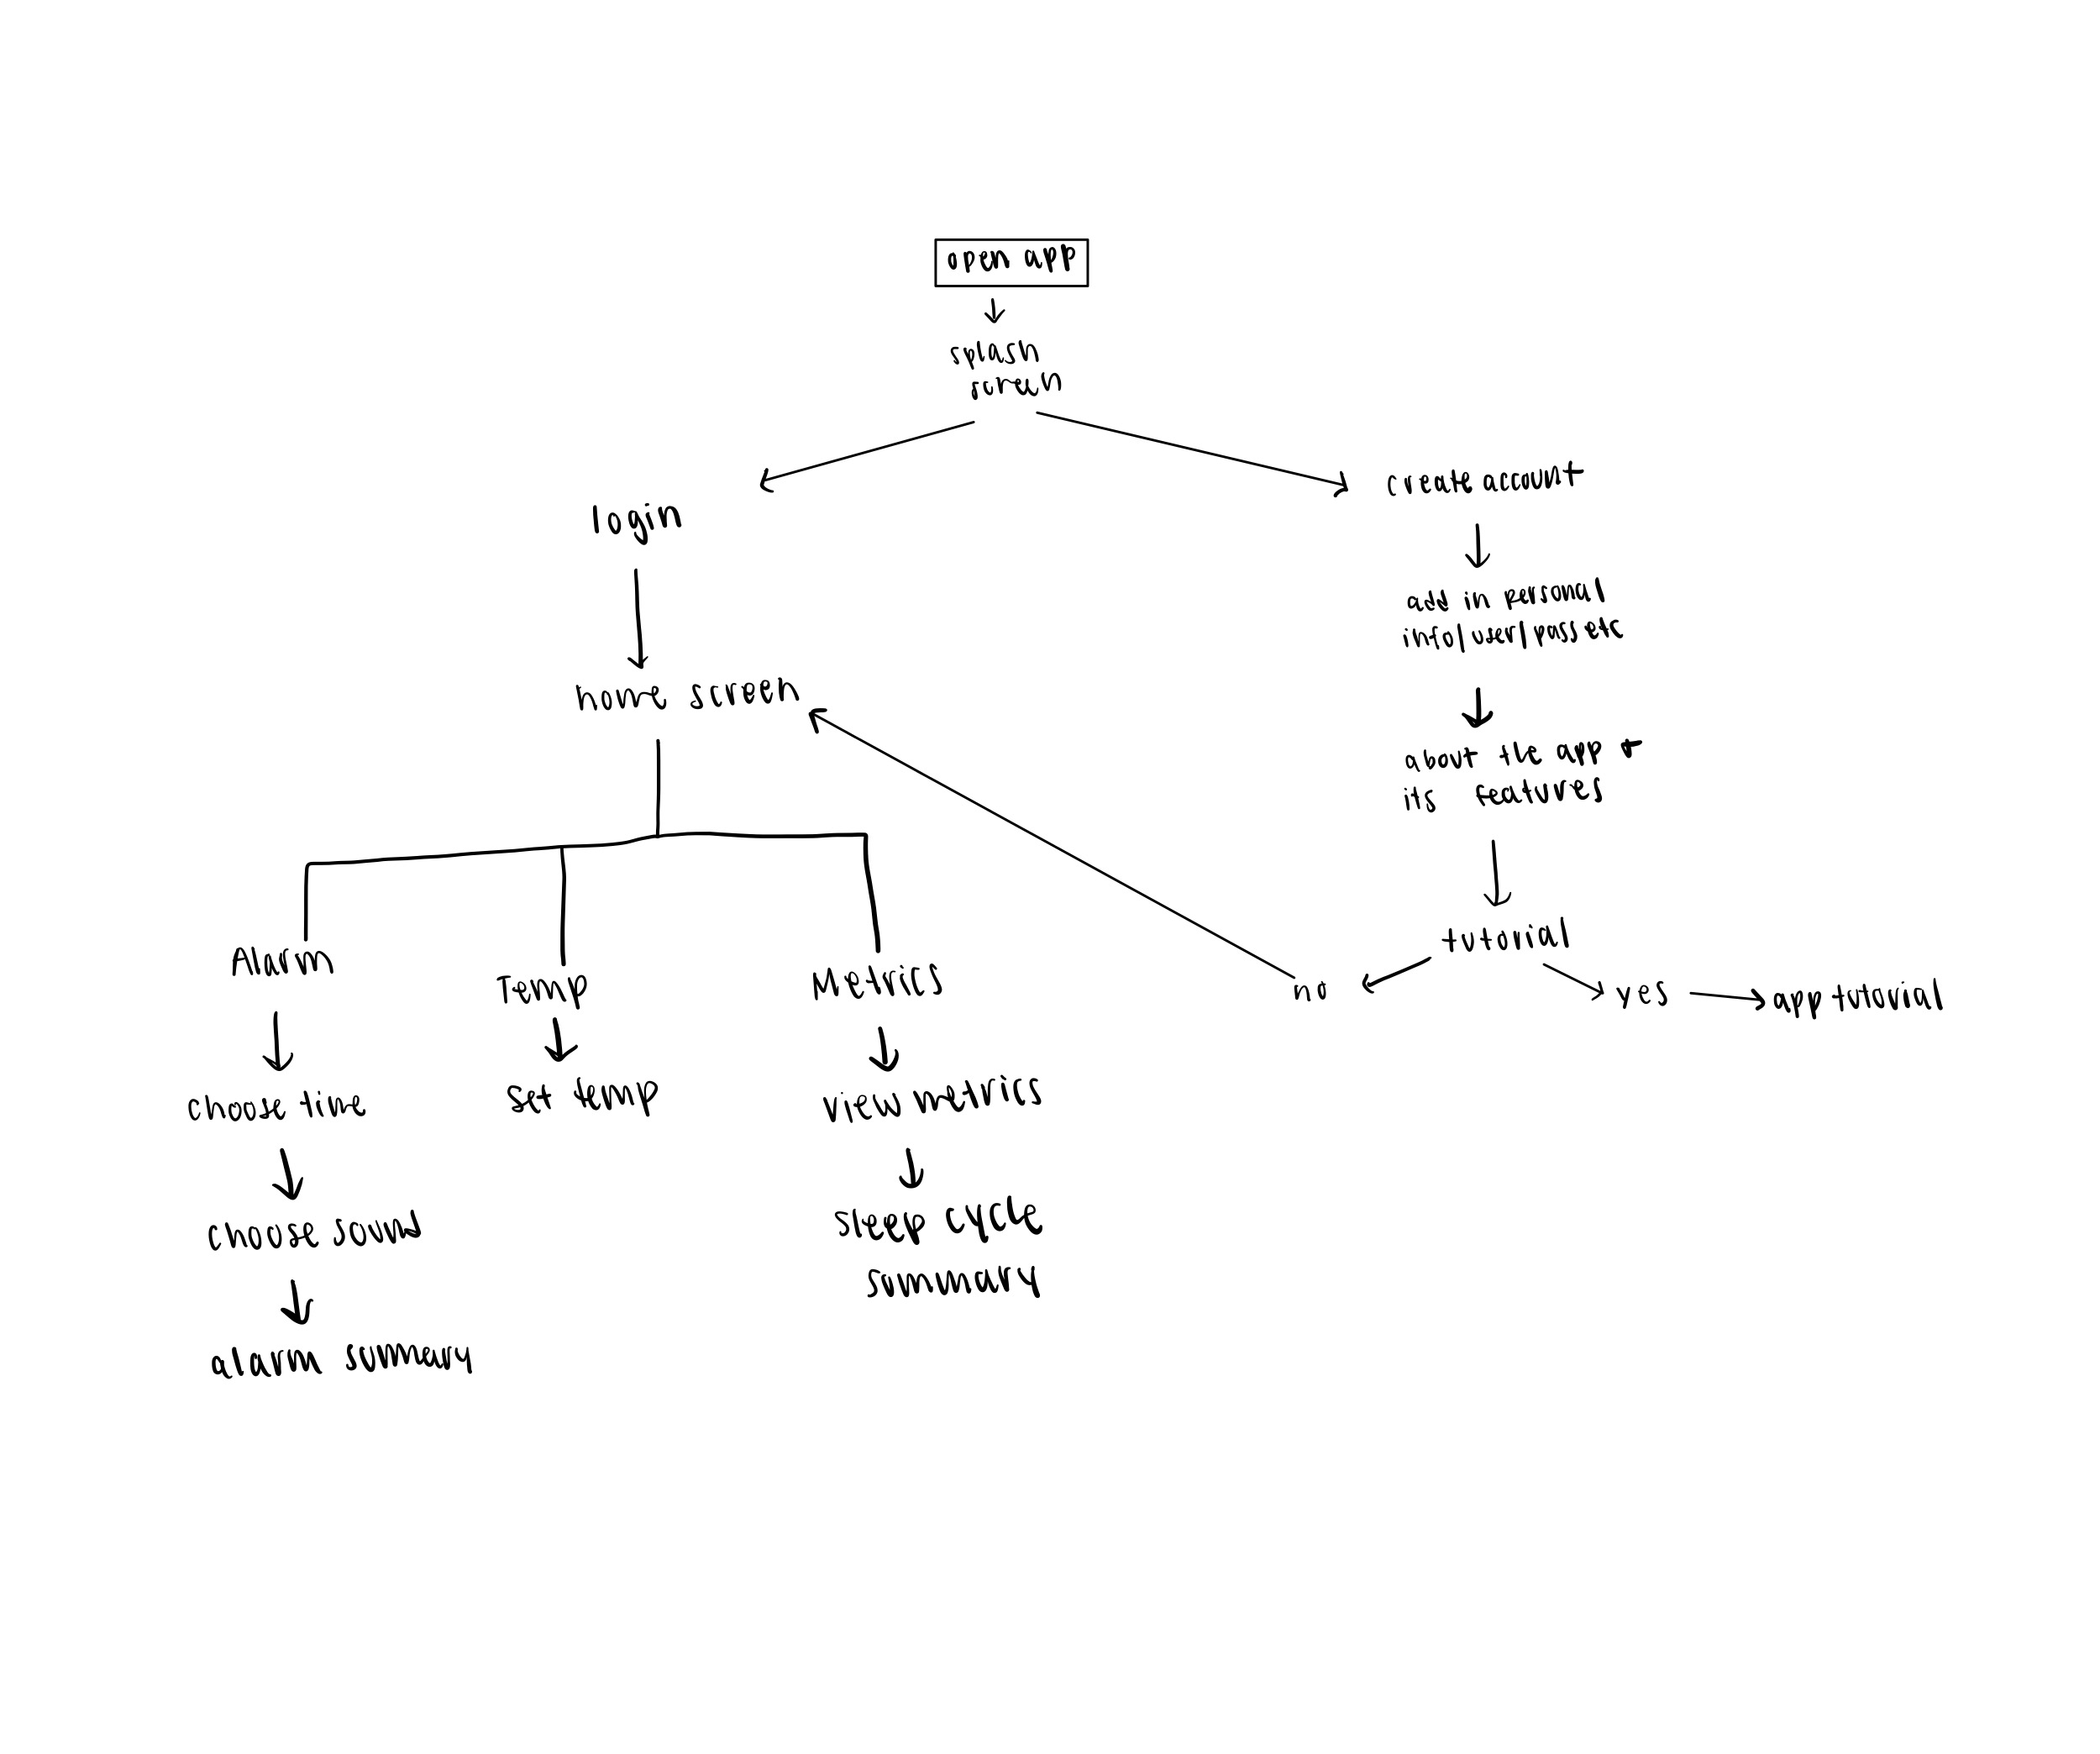 open app
splash
screen
login
create account
add in personal
info/user/pass etc
home screen
about the app +
its features
tutorial
no
yes
app tutorial
Alarm
Temp
Metrics
choose time
set temp
view metrics
choose sound
sleep cycle
summary
alarm summery